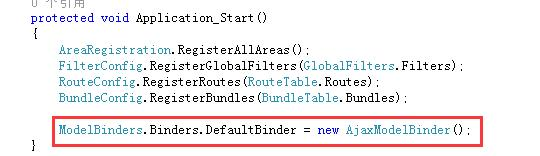 0 个引用
protected void Application_Start()
{
AreaRegistration.RegisterAllAreas();
FilterConfig.RegisterGlobalFilters(GlobalFilters.Filters);
RouteConfig.RegisterRoutes(RouteTable.Routes);
BundleConfig.RegisterBundles(BundleTable.Bundles);
ModelBinders.Binders.DefaultBinder = new AjaxModelBinder();
}